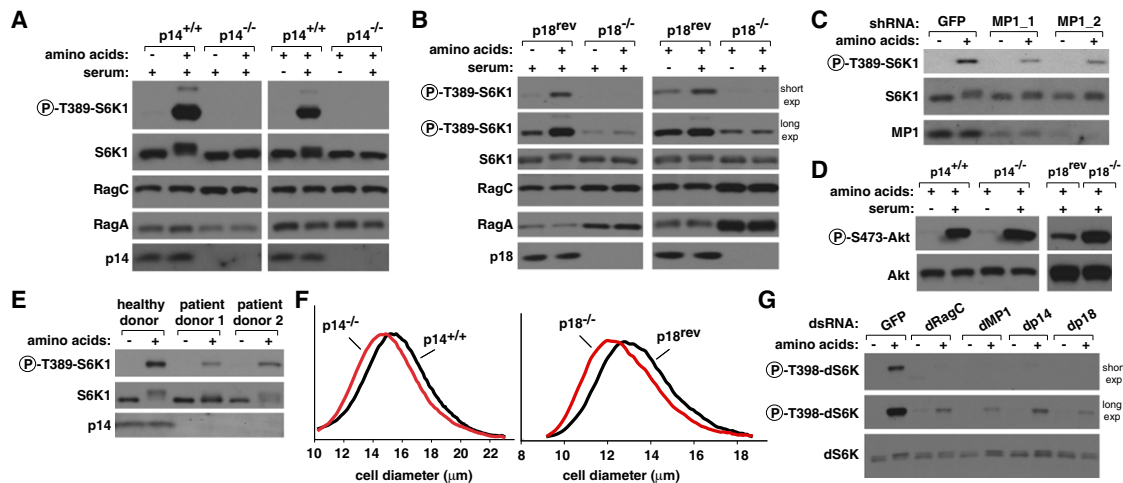 A
p14+/+ p14-/- p14+/+ p14-/-
amino acids: - + - + + + + +
serum: + + + + - + - +
Ⓟ-T389-S6K1
S6K1
RagC
RagA
p14
B
p18rev p18-/- p18rev p18-/-
amino acids: - + - + + + + +
serum: + + + + - + - +
Ⓟ-T389-S6K1 short exp
Ⓟ-T389-S6K1 long exp
S6K1
RagC
RagA
p18
C
shRNA: GFP MP1_1 MP1_2
amino acids: - + - + - +
Ⓟ-T389-S6K1
S6K1
MP1
D
p14+/+ p14-/- p18rev p18-/-
amino acids: + + + + + +
serum: - + - + + +
Ⓟ-S473-Akt
Akt
E
healthy donor patient donor 1 patient donor 2
amino acids: - + - + - +
Ⓟ-T389-S6K1
S6K1
p14
F
p14-/-
p14+/+
10 12 14 16 18 20 22
cell diameter (μm)
p18-/-
p18rev
8 10 12 14 16 18
cell diameter (μm)
G
dsRNA: GFP dRagC dMP1 dp14 dp18
amino acids: - + - + - + - + - +
Ⓟ-T398-dS6K short exp
Ⓟ-T398-dS6K long exp
dS6K